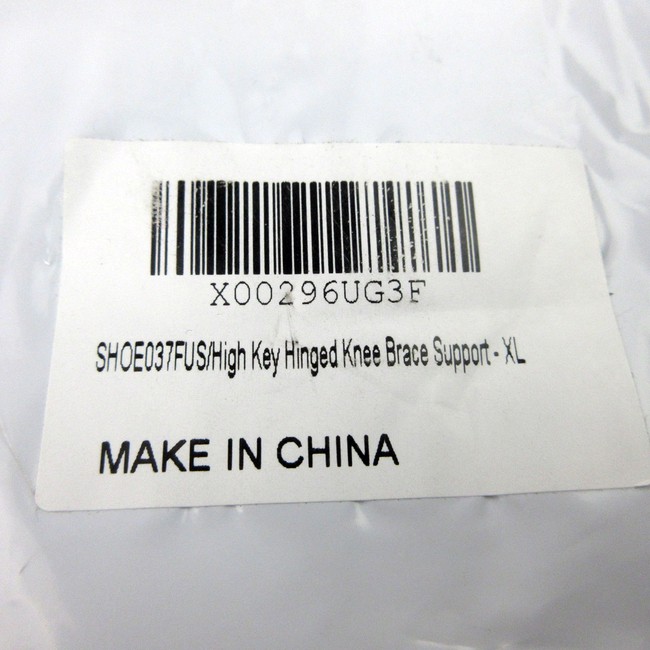 X00296UG3F
SHOE037FUS/High Key Hinged Knee Brace Support - XL
MAKE IN CHINA